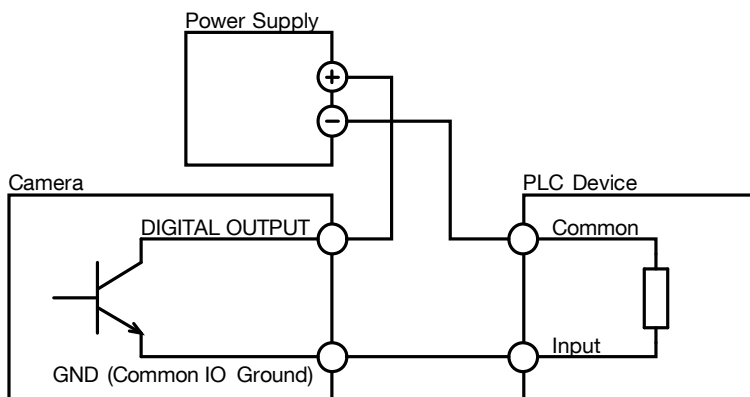 Power Supply
+
−
Camera
PLC Device
DIGITAL OUTPUT
Common
Input
GND (Common IO Ground)